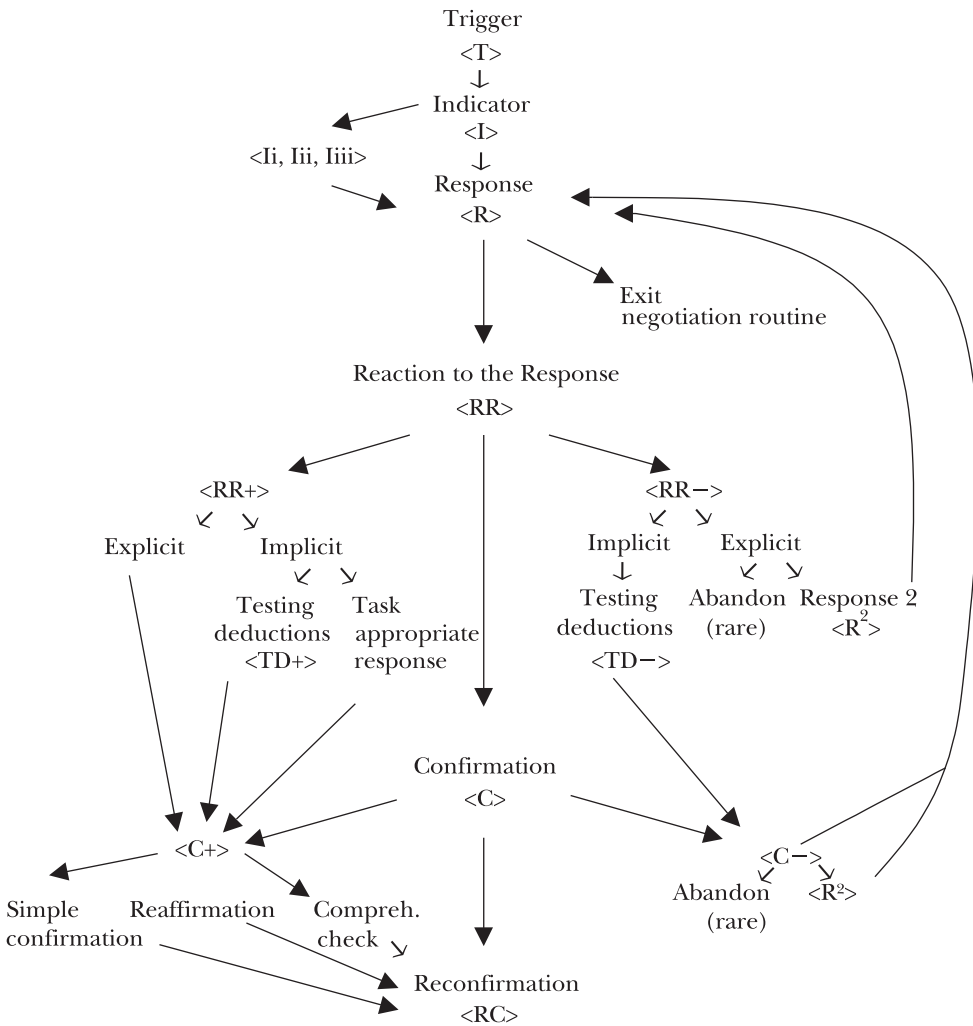 Trigger
<T>
Indicator
<I>
<Ii, Iii, Iiii>
Response
<R>
Exit
negotiation routine
Reaction to the Response
<RR>
<RR+>
<RR−>
Explicit
Implicit
Implicit
Explicit
Testing
deductions
<TD+>
Task
appropriate
response
Testing
deductions
<TD−>
Abandon
(rare)
Response 2
<R²>
Confirmation
<C>
<C+>
<C−>
Simple
confirmation
Reaffirmation
Compreh.
check
Abandon
(rare)
<R²>
Reconfirmation
<RC>